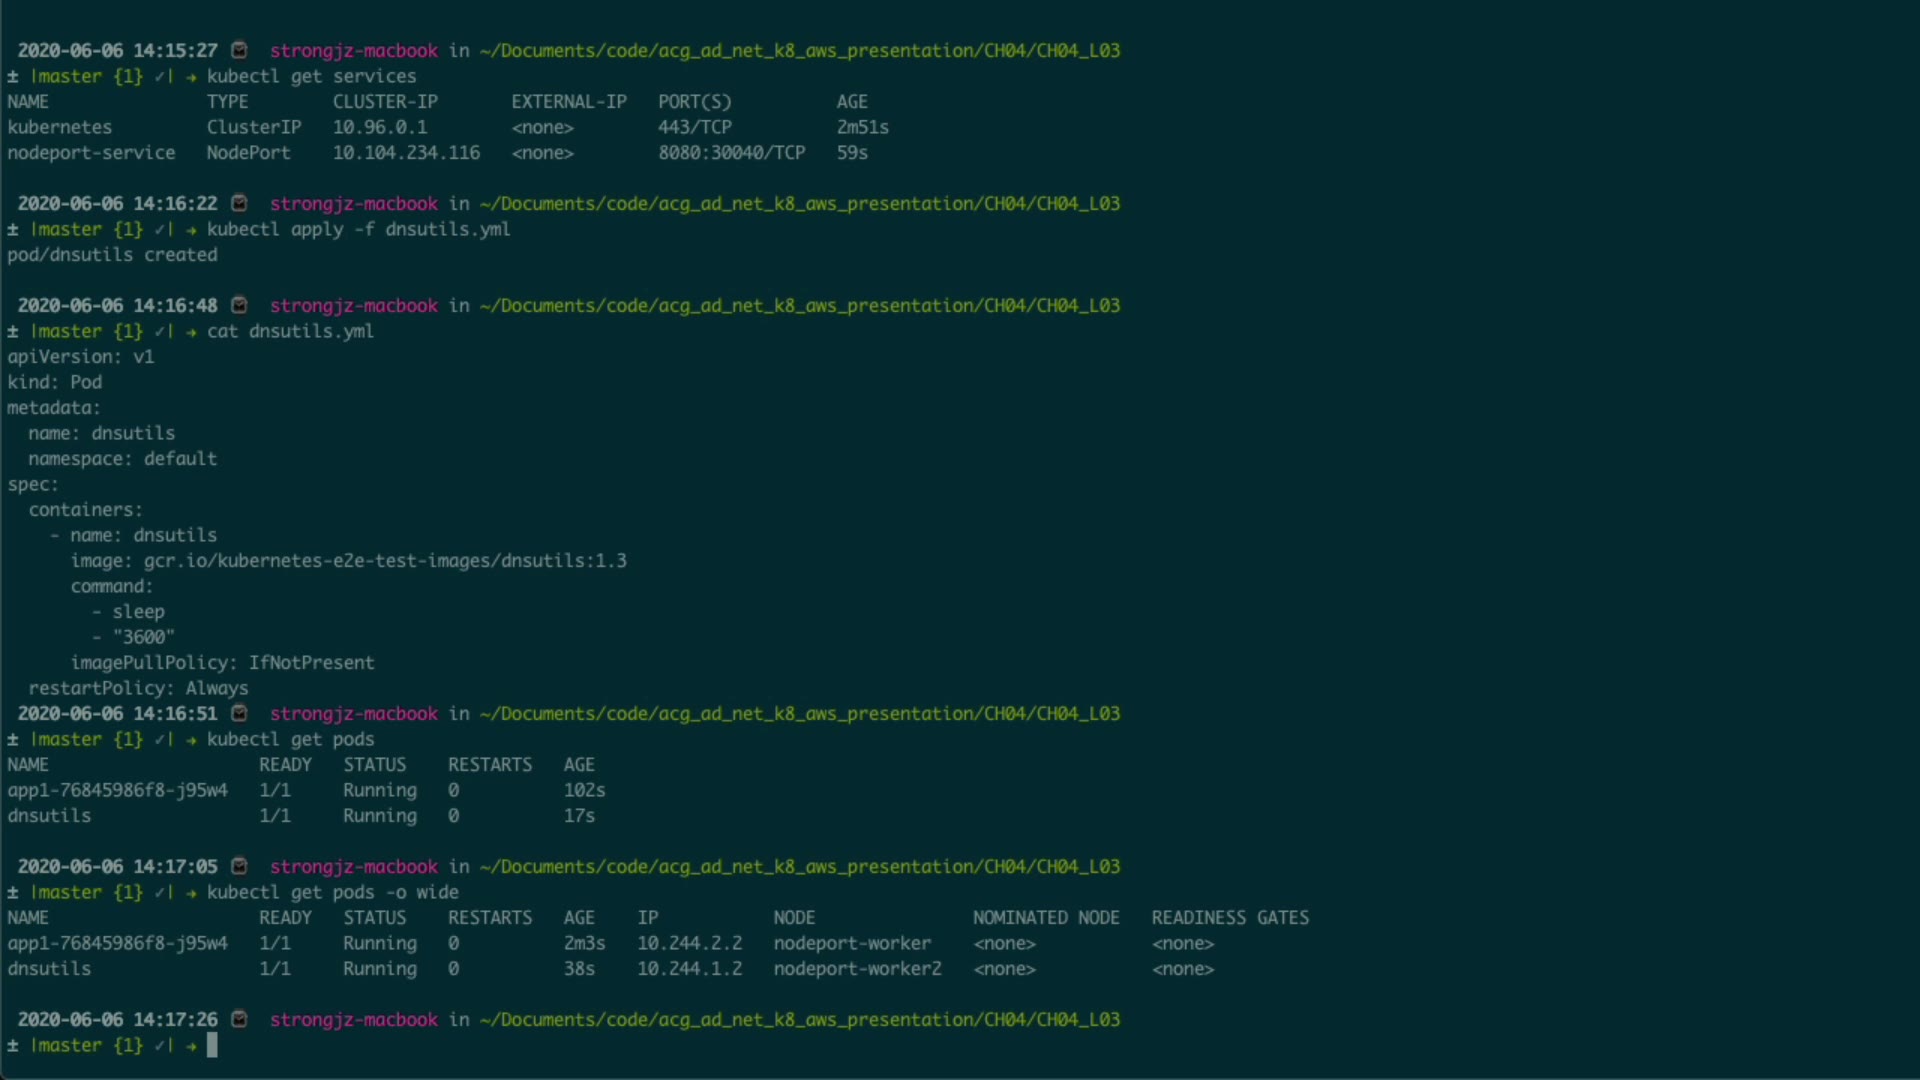 2020-06-06 14:15:27 strongjz-macbook in ~/Documents/code/acg_ad_net_k8_aws_presentation/CH04/CH04_L03
± |master {1} ✓| → kubectl get services
NAME TYPE CLUSTER-IP EXTERNAL-IP PORT(S) AGE
kubernetes ClusterIP 10.96.0.1 <none> 443/TCP 2m51s
nodeport-service NodePort 10.104.234.116 <none> 8080:30040/TCP 59s
2020-06-06 14:16:22 strongjz-macbook in ~/Documents/code/acg_ad_net_k8_aws_presentation/CH04/CH04_L03
± |master {1} ✓| → kubectl apply -f dnsutils.yml
pod/dnsutils created
2020-06-06 14:16:48 strongjz-macbook in ~/Documents/code/acg_ad_net_k8_aws_presentation/CH04/CH04_L03
± |master {1} ✓| → cat dnsutils.yml
apiVersion: v1
kind: Pod
metadata:
  name: dnsutils
  namespace: default
spec:
  containers:
    - name: dnsutils
      image: gcr.io/kubernetes-e2e-test-images/dnsutils:1.3
      command:
        - sleep
        - "3600"
      imagePullPolicy: IfNotPresent
  restartPolicy: Always
2020-06-06 14:16:51 strongjz-macbook in ~/Documents/code/acg_ad_net_k8_aws_presentation/CH04/CH04_L03
± |master {1} ✓| → kubectl get pods
NAME READY STATUS RESTARTS AGE
app1-76845986f8-j95w4 1/1 Running 0 102s
dnsutils 1/1 Running 0 17s
2020-06-06 14:17:05 strongjz-macbook in ~/Documents/code/acg_ad_net_k8_aws_presentation/CH04/CH04_L03
± |master {1} ✓| → kubectl get pods -o wide
NAME READY STATUS RESTARTS AGE IP NODE NOMINATED NODE READINESS GATES
app1-76845986f8-j95w4 1/1 Running 0 2m3s 10.244.2.2 nodeport-worker <none> <none>
dnsutils 1/1 Running 0 38s 10.244.1.2 nodeport-worker2 <none> <none>
2020-06-06 14:17:26 strongjz-macbook in ~/Documents/code/acg_ad_net_k8_aws_presentation/CH04/CH04_L03
± |master {1} ✓| →